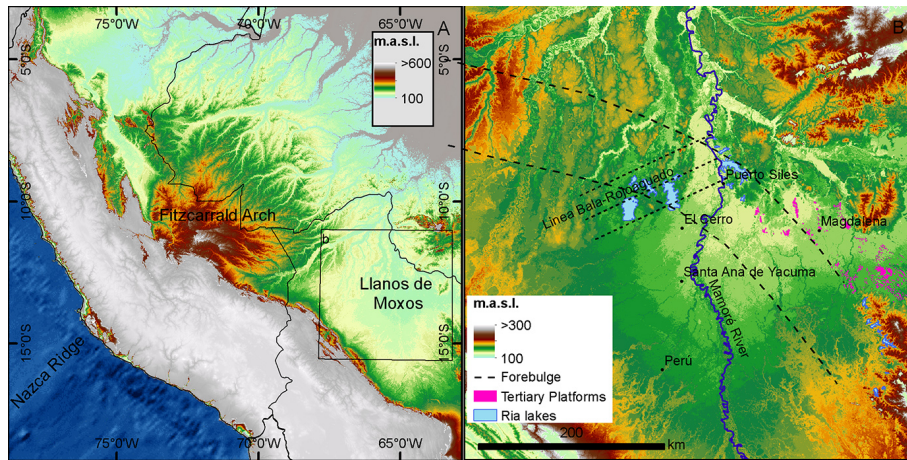 75°0'W
70°0'W
65°0'W
A
m.a.s.l.
>600
100
5°0'S
5°0'S
10°0'S
10°0'S
15°0'S
15°0'S
Fitzcarrald Arch
b
Llanos de
Moxos
Nazca Ridge
75°0'W
70°0'W
65°0'W
B
Puerto Siles
Linea Bala-Rotoaguado
El Cerro
Magdalena
Santa Ana de Yacuma
Mamoré River
Perú
m.a.s.l.
>300
100
Forebulge
Tertiary Platforms
Ria lakes
200
km